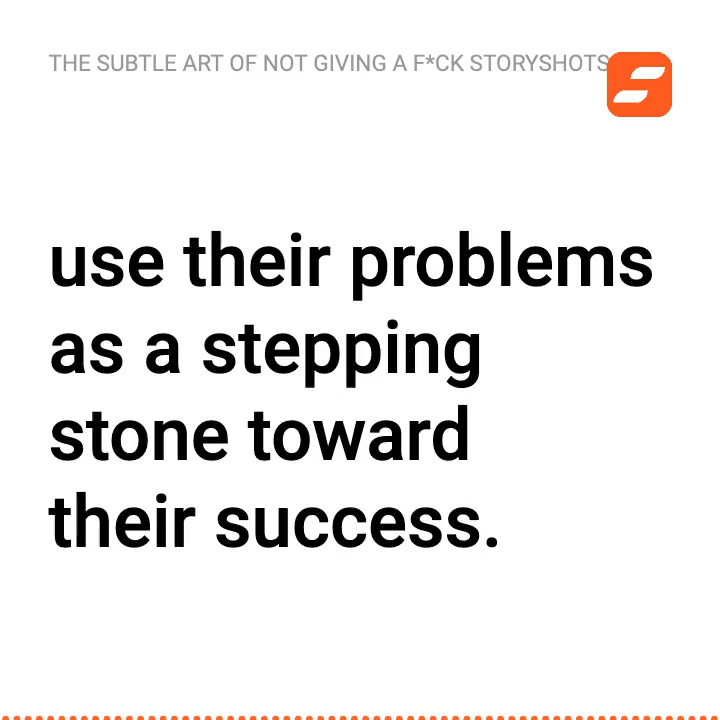 THE SUBTLE ART OF NOT GIVING A F*CK STORYSHOTS
use their problems
as a stepping
stone toward
their success.